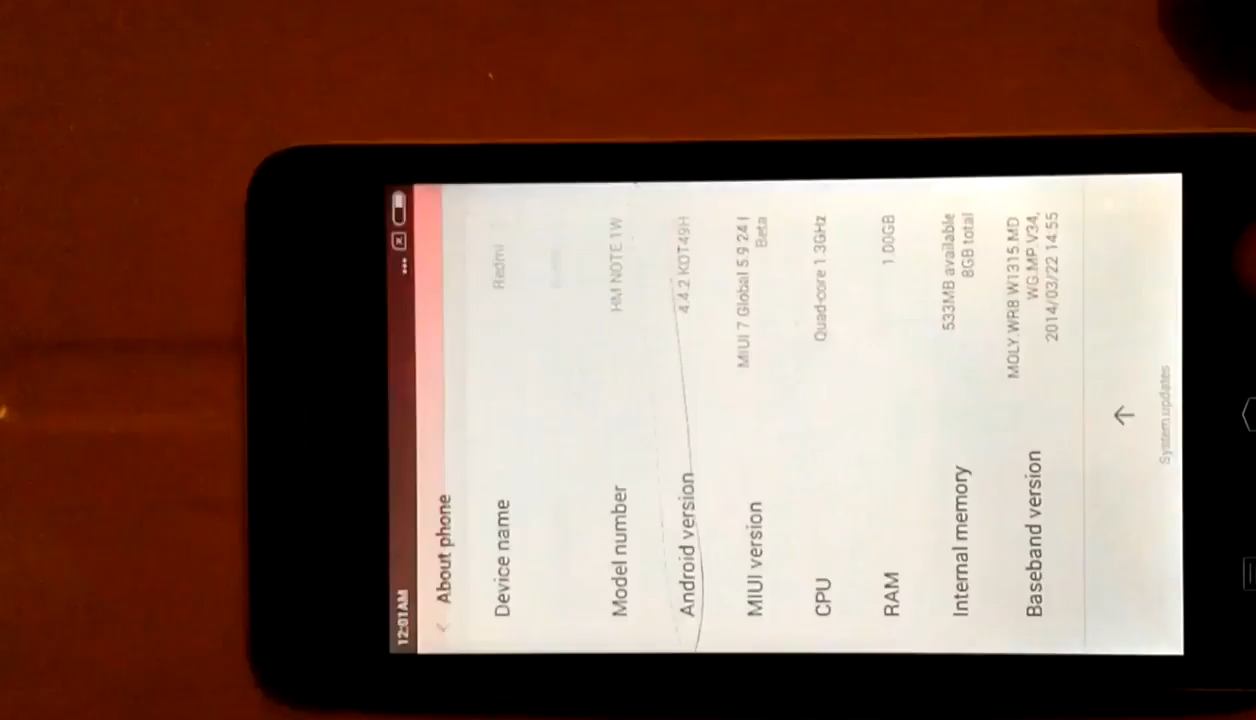 12:01AM
About phone
Device name
Redmi
Model number
HM NOTE 1W
Android version
4.4.2 KOT49H
MIUI version
MIUI 7 Global 5.9.24 |
Beta
CPU
Quad-core 1.3GHz
RAM
1.00GB
Internal memory
533MB available
8GB total
Baseband version
MOLY.WR8.W1315.MD
WG.MP.V34,
2014/03/22 14:55
System updates